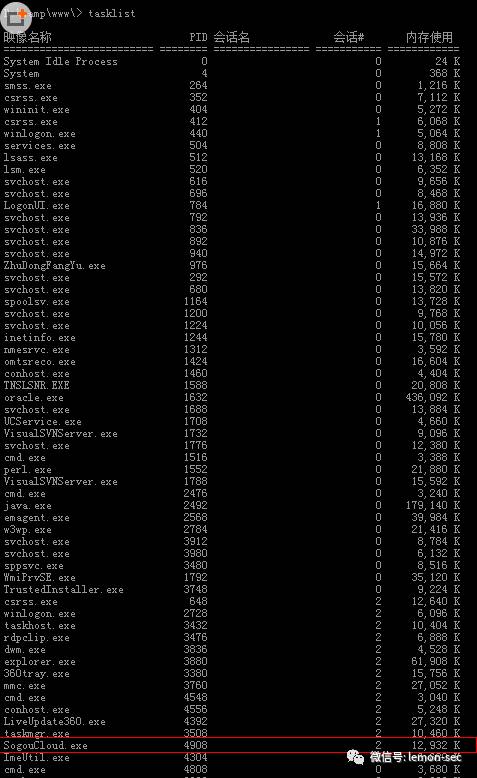 amp\www\> tasklist
映像名称 PID 会话名 会话# 内存使用
========================= ======== ================ =========== ============
System Idle Process 0 0 24 K
System 4 0 368 K
smss.exe 264 0 1,216 K
csrss.exe 352 0 7,112 K
wininit.exe 404 0 5,272 K
csrss.exe 412 1 6,068 K
winlogon.exe 440 1 5,064 K
services.exe 504 0 8,808 K
lsass.exe 512 0 13,168 K
lsm.exe 520 0 6,352 K
svchost.exe 616 0 9,656 K
svchost.exe 696 0 8,468 K
LogonUI.exe 784 1 16,880 K
svchost.exe 792 0 13,936 K
svchost.exe 836 0 33,988 K
svchost.exe 892 0 10,876 K
svchost.exe 940 0 14,972 K
ZhuDongFangYu.exe 976 0 15,664 K
svchost.exe 292 0 15,572 K
svchost.exe 680 0 13,820 K
spoolsv.exe 1164 0 13,728 K
svchost.exe 1200 0 9,768 K
svchost.exe 1224 0 10,056 K
inetinfo.exe 1244 0 15,780 K
nmesrvc.exe 1312 0 3,592 K
omtsreco.exe 1424 0 16,604 K
conhost.exe 1460 0 4,404 K
TNSLSNR.EXE 1588 0 20,808 K
oracle.exe 1632 0 436,092 K
svchost.exe 1688 0 13,884 K
UCService.exe 1708 0 4,660 K
VisualSVNServer.exe 1732 0 9,096 K
svchost.exe 1776 0 12,380 K
cmd.exe 1516 0 3,388 K
perl.exe 1552 0 21,880 K
VisualSVNServer.exe 1788 0 15,592 K
cmd.exe 2476 0 3,240 K
java.exe 2492 0 179,140 K
emagent.exe 2568 0 39,984 K
w3wp.exe 2784 0 21,416 K
svchost.exe 3912 0 8,784 K
svchost.exe 3980 0 6,132 K
sppsvc.exe 3480 0 8,516 K
WmiPrvSE.exe 1792 0 35,120 K
TrustedInstaller.exe 3748 0 9,224 K
csrss.exe 648 2 12,640 K
winlogon.exe 2728 2 6,096 K
taskhost.exe 3432 2 10,404 K
rdpclip.exe 3476 2 6,888 K
dwm.exe 3836 2 4,528 K
explorer.exe 3880 2 61,908 K
360tray.exe 3380 2 15,756 K
mmc.exe 3760 2 27,052 K
cmd.exe 4548 2 3,040 K
conhost.exe 4556 2 5,248 K
LiveUpdate360.exe 4392 2 27,320 K
taskmgr.exe 3508 2 10,460 K
SogouCloud.exe 4908 2 12,932 K
ImeUtil.exe 4304 2
cmd.exe 4808 2 3,680 K
微信号: lemon-sec